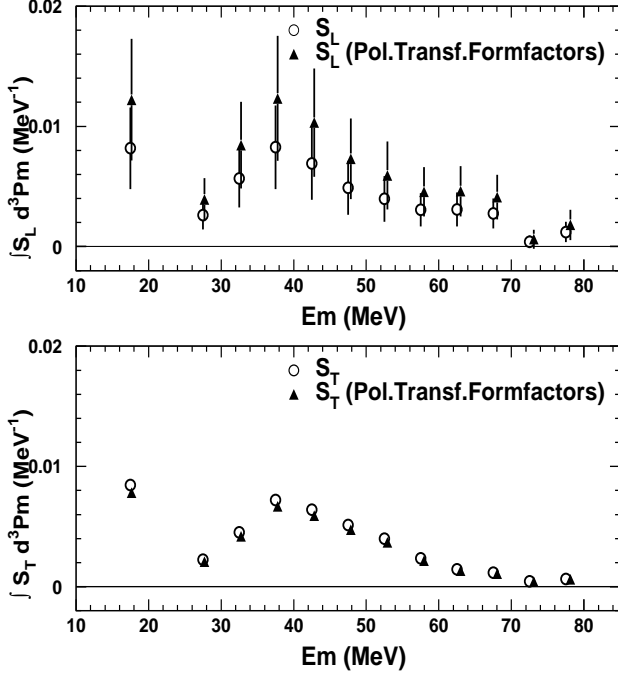 0.02
S_L
S_L (Pol.Transf.Formfactors)
0.01
0
∫S_L d³Pm (MeV⁻¹)
10 20 30 40 50 60 70 80
Em (MeV)
0.02
S_T
S_T (Pol.Transf.Formfactors)
0.01
0
∫ S_T d³Pm (MeV⁻¹)
10 20 30 40 50 60 70 80
Em (MeV)